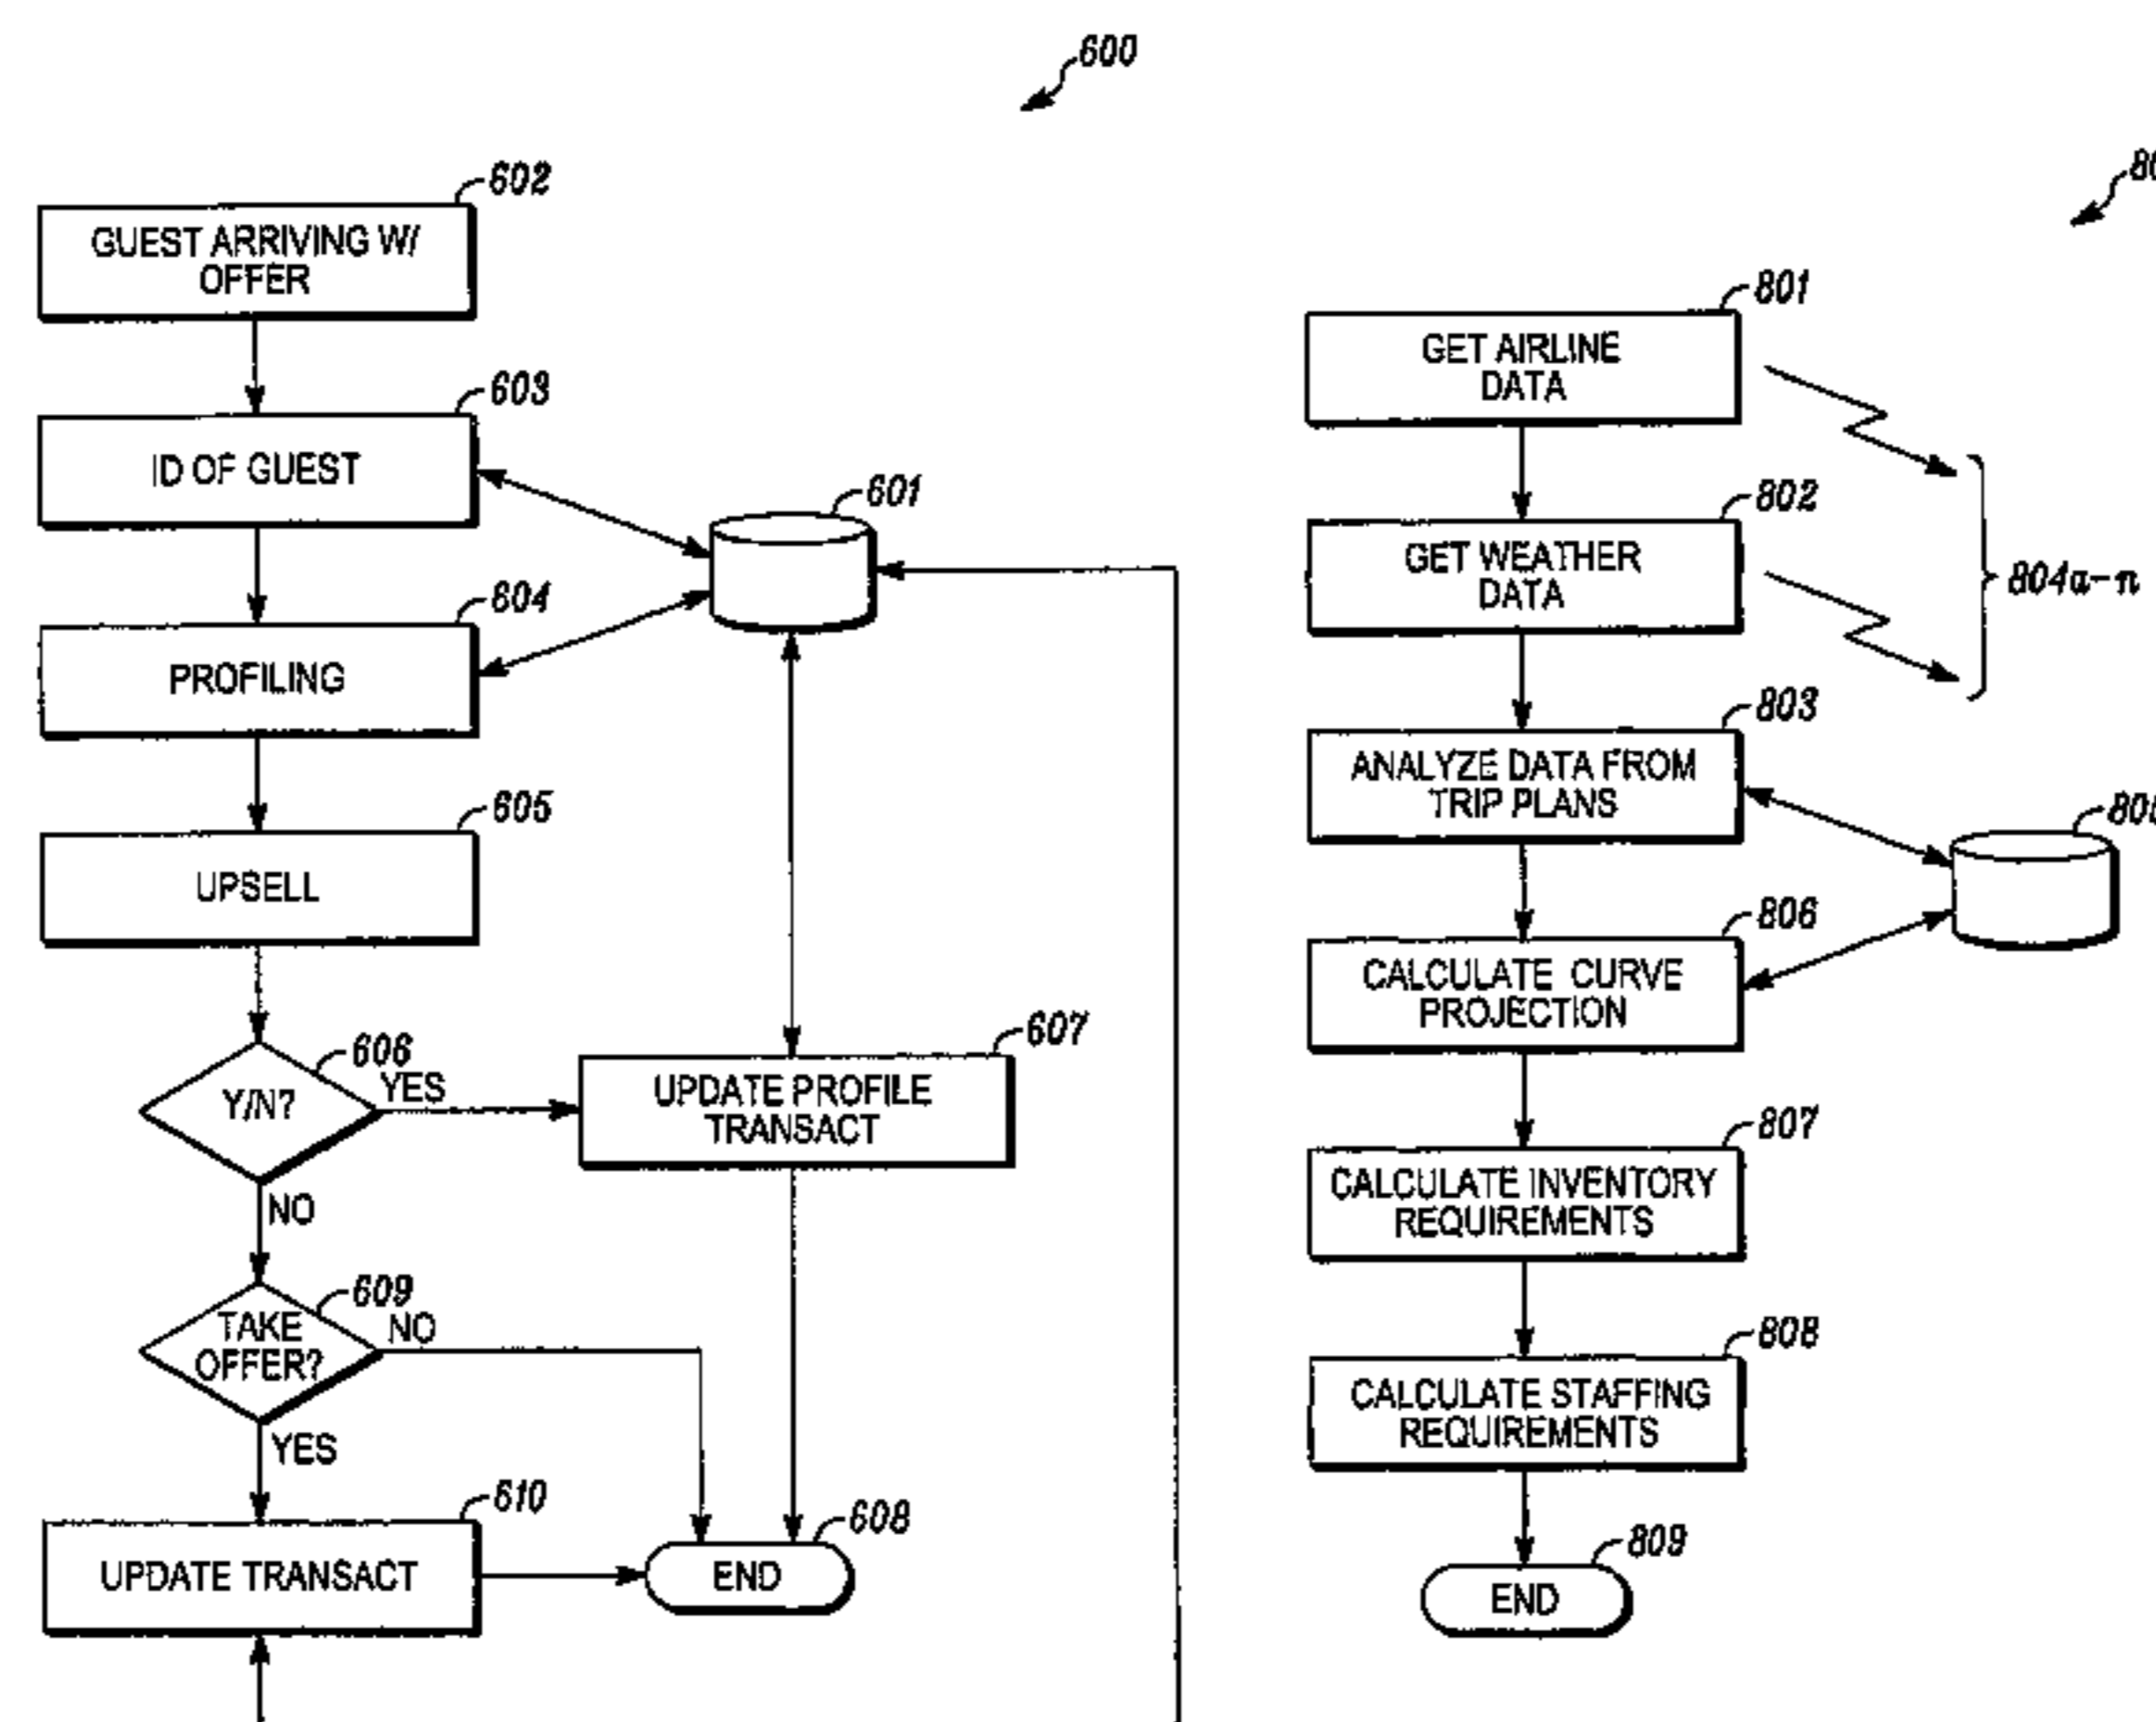 600
602
GUEST ARRIVING W/
OFFER
603
ID OF GUEST
601
604
PROFILING
605
UPSELL
606
Y/N?
YES
607
UPDATE PROFILE
TRANSACT
NO
609
TAKE
OFFER?
NO
YES
610
UPDATE TRANSACT
608
END
801
GET AIRLINE
DATA
802
GET WEATHER
DATA
804a-n
803
ANALYZE DATA FROM
TRIP PLANS
806
CALCULATE CURVE
PROJECTION
807
CALCULATE INVENTORY
REQUIREMENTS
808
CALCULATE STAFFING
REQUIREMENTS
809
END